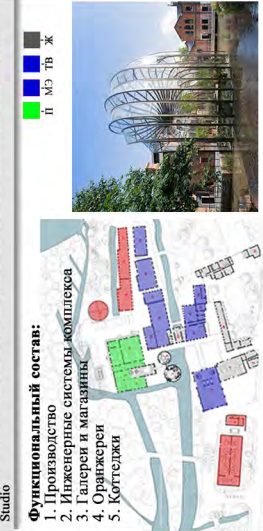 Studio
Функциональный состав:
1. Производство
2. Инженерные системы комплекса
3. Галереи и магазины
4. Оранжереи
5. Коттеджи
- П
- МЭ
- ТВ
- Ж